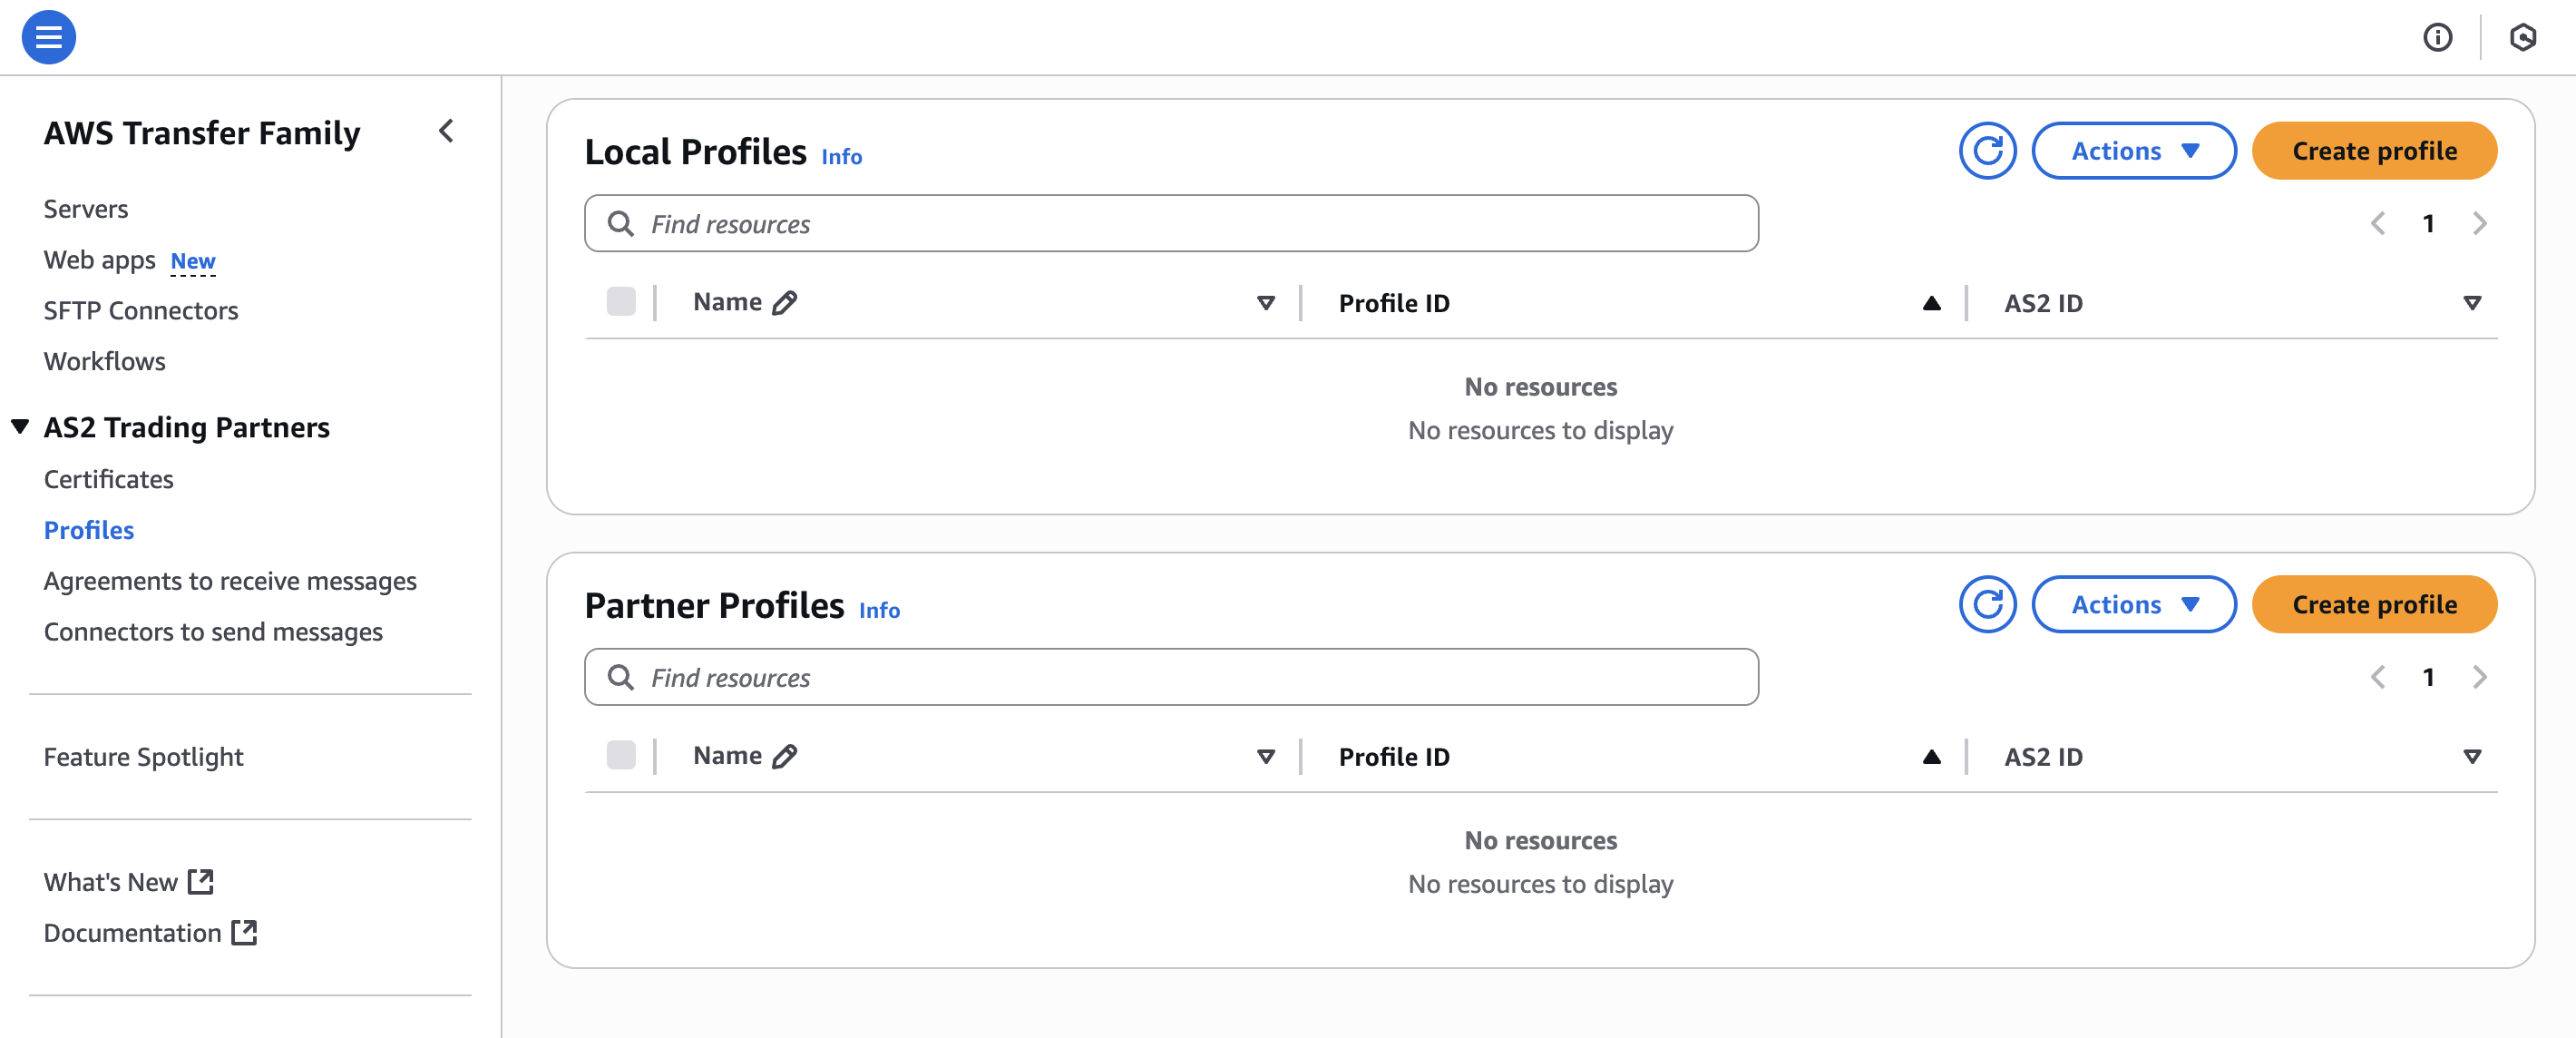 AWS Transfer Family
Servers
Web apps New
SFTP Connectors
Workflows
AS2 Trading Partners
Certificates
Profiles
Agreements to receive messages
Connectors to send messages
Feature Spotlight
What's New
Documentation
Local Profiles Info
Actions
Create profile
Find resources
1
Name
Profile ID
AS2 ID
No resources
No resources to display
Partner Profiles Info
Actions
Create profile
Find resources
1
Name
Profile ID
AS2 ID
No resources
No resources to display